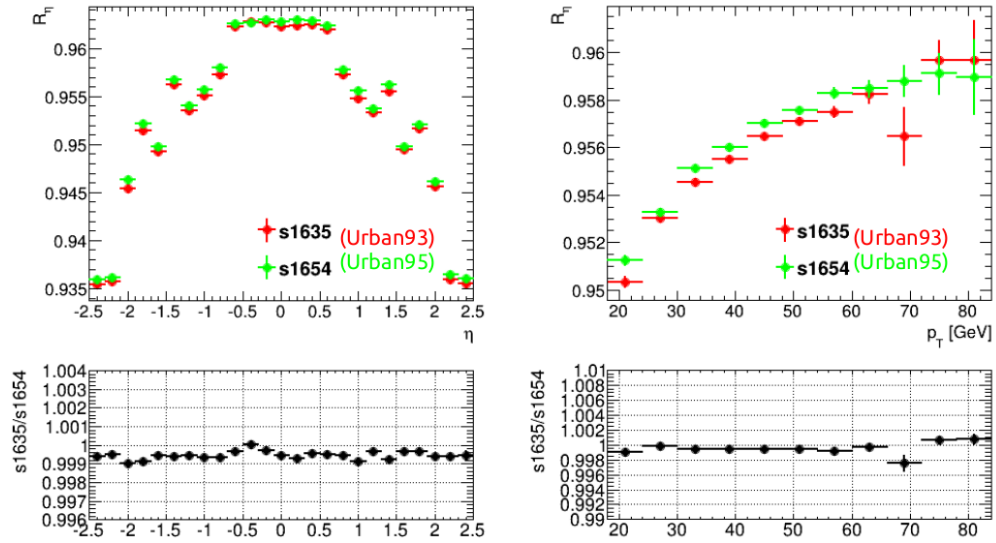 R_η
0.96
0.955
0.95
0.945
0.94
0.935
s1635 (Urban93)
s1654 (Urban95)
-2.5 -2 -1.5 -1 -0.5 0 0.5 1 1.5 2 2.5
η
R_η
0.96
0.958
0.956
0.954
0.952
0.95
s1635 (Urban93)
s1654 (Urban95)
20 30 40 50 60 70 80
p_T [GeV]
s1635/s1654
1.004
1.003
1.002
1.001
1
0.999
0.998
0.997
0.996
-2.5 -2 -1.5 -1 -0.5 0 0.5 1 1.5 2 2.5
s1635/s1654
1.01
1.008
1.006
1.004
1.002
1
0.998
0.996
0.994
0.992
0.99
20 30 40 50 60 70 80